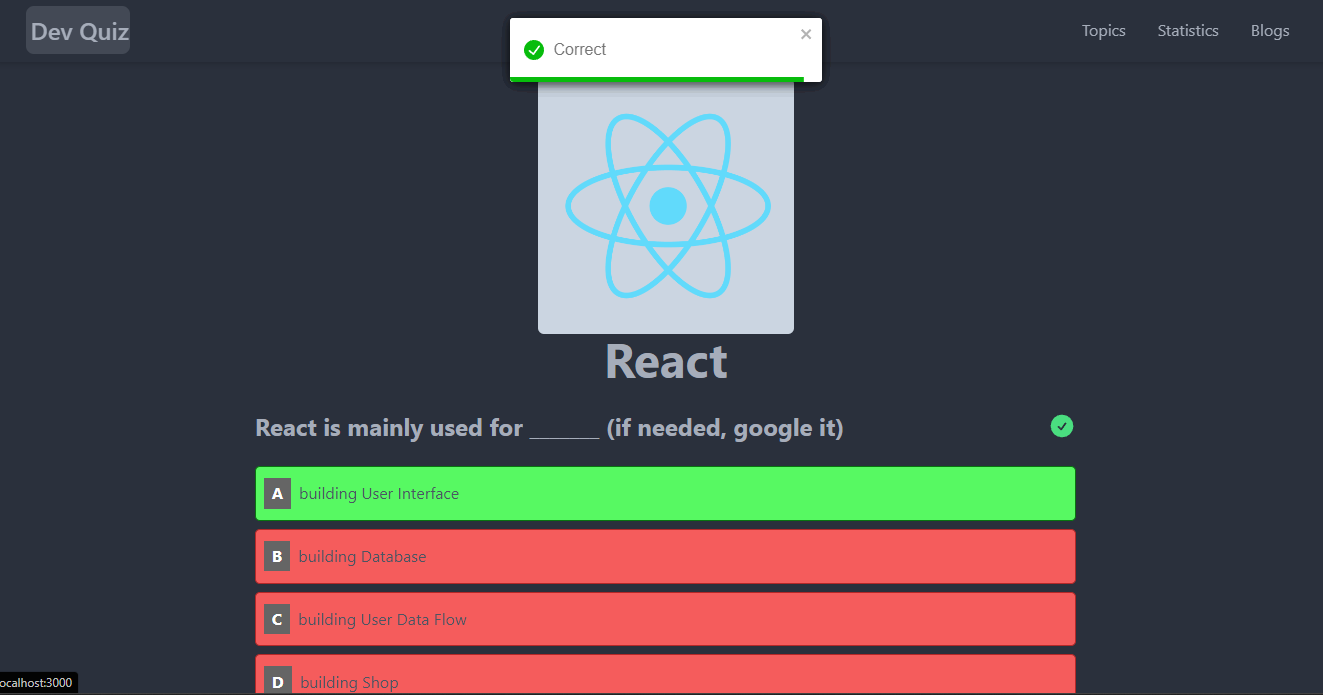 Dev Quiz
Topics Statistics Blogs
Correct
React
React is mainly used for ______ (if needed, google it)
A building User Interface
B building Database
C building User Data Flow
D building Shop
ocalhost:3000